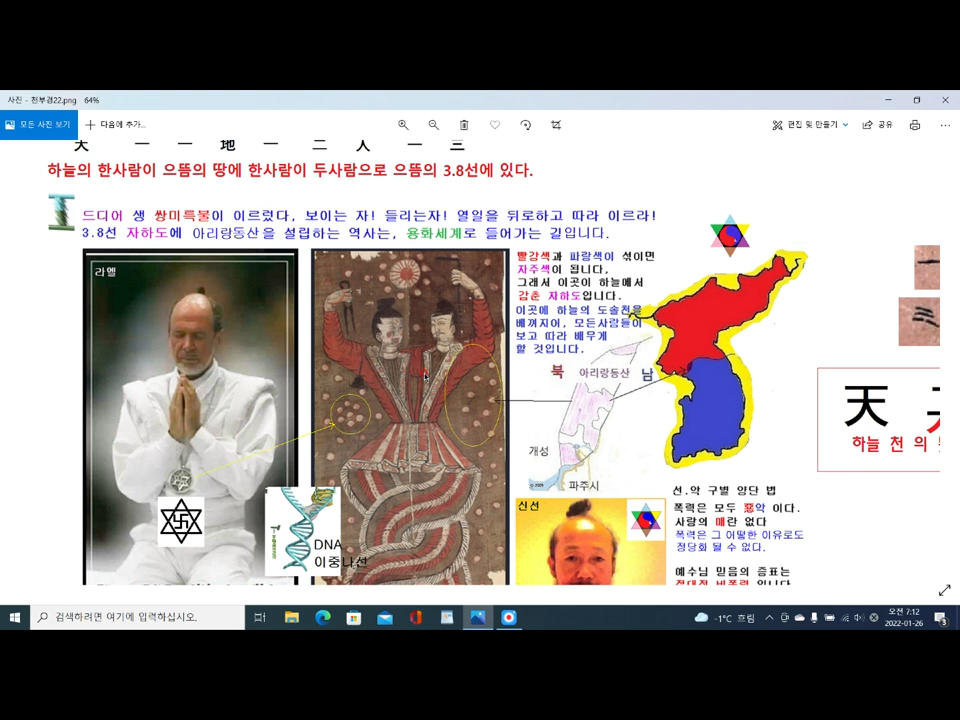 사진 - 천부경22.png 64%
모든 사진 보기
다음에 추가...
편집 및 만들기
공유
天 一 一 地 一 二 人 一 三
하늘의 한사람이 으뜸의 땅에 한사람이 두사람으로 으뜸의 3.8선에 있다.
드디어 생 쌍미륵불이 이르렀다, 보이는 자! 들리는자! 열일을 뒤로하고 따라 이르라!
3.8선 자하도에 아리랑동산을 설립하는 역사는, 용화세계로 들어가는 길입니다.
라엘
빨강색과 파랑색이 섞이면
자주색이 됩니다,
그래서 이곳이 하늘에서
감춘 자하도입니다.
이곳에 하늘의 도솔천을
베껴지어, 모든사람들이
보고 따라 배우게
할 것입니다.
북 아리랑동산 남
개성
파주시
DNA
이중나선
신선
선.악 구별 양단 법
폭력은 모두 惡악 이다.
사랑의 매란 없다
폭력은 그 어떠한 이유로도
정당화 될 수 없다.
예수님 믿음의 증표는
天
하늘 천 의
검색하려면 여기에 입력하십시오.
-1°C 흐림
오전 7:12
2022-01-26
3